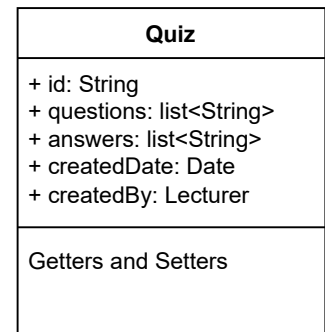 Quiz
+ id: String
+ questions: list<String>
+ answers: list<String>
+ createdDate: Date
+ createdBy: Lecturer
Getters and Setters